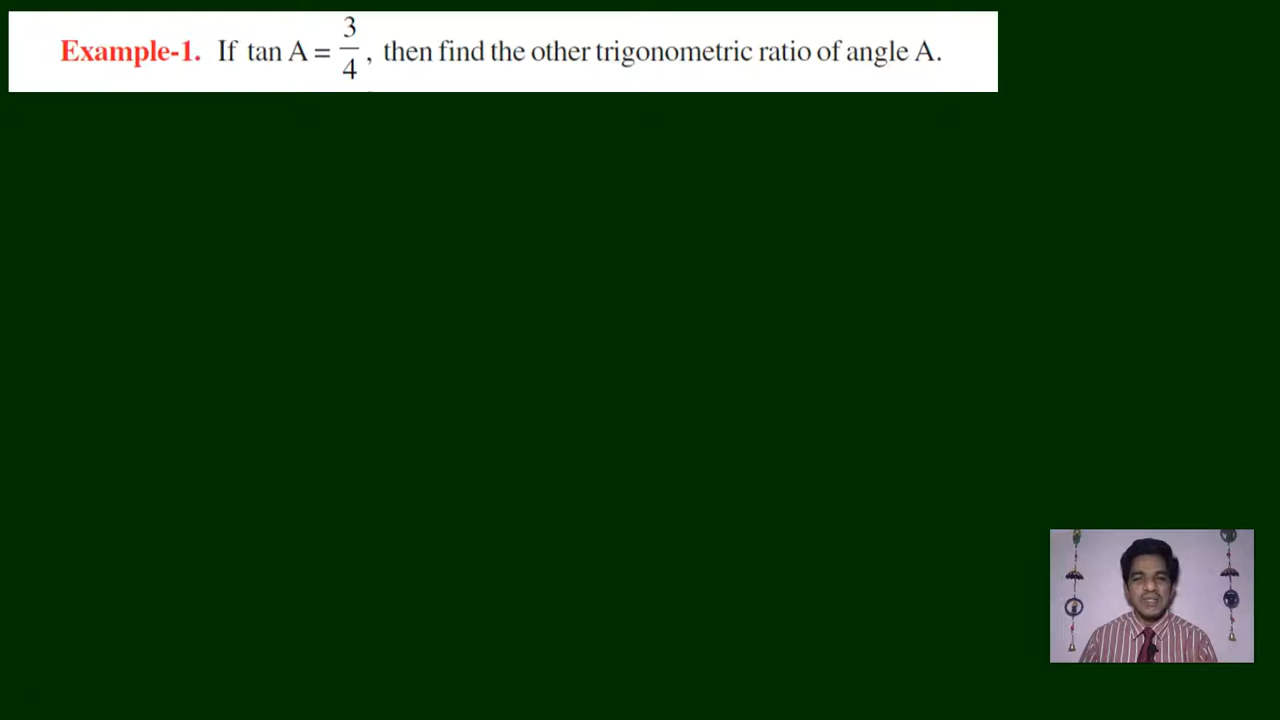 Example-1. If tan A = 3/4, then find the other trigonometric ratio of angle A.